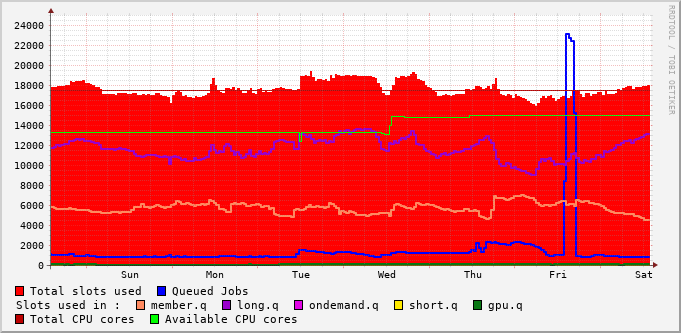 24000
22000
20000
18000
16000
14000
12000
10000
8000
6000
4000
2000
0
Sun Mon Tue Wed Thu Fri Sat
RRDTOOL / TOBI OETIKER
Total slots used Queued Jobs
Slots used in : member.q long.q ondemand.q short.q gpu.q
Total CPU cores Available CPU cores